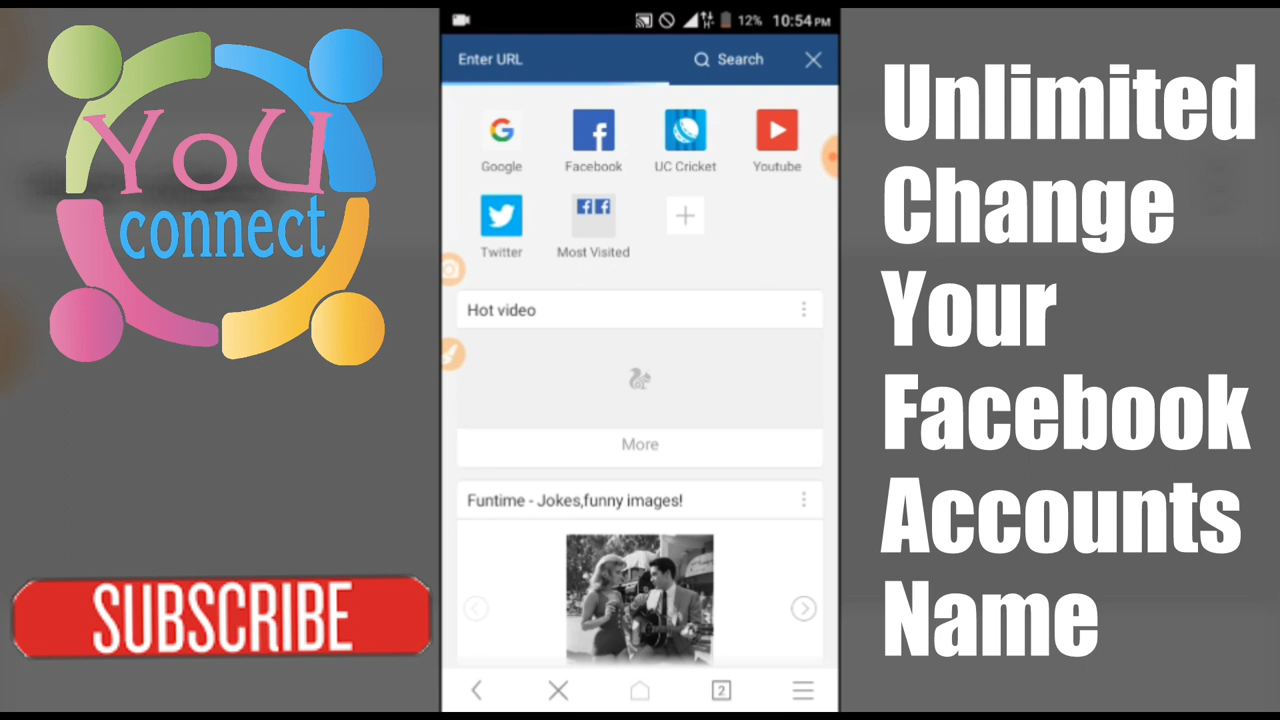 YoU
connect
SUBSCRIBE
12% 10:54 PM
Enter URL
Search
Google
Facebook
UC Cricket
Youtube
Twitter
Most Visited
Hot video
More
Funtime - Jokes,funny images!
2
Unlimited
Change
Your
Facebook
Accounts
Name